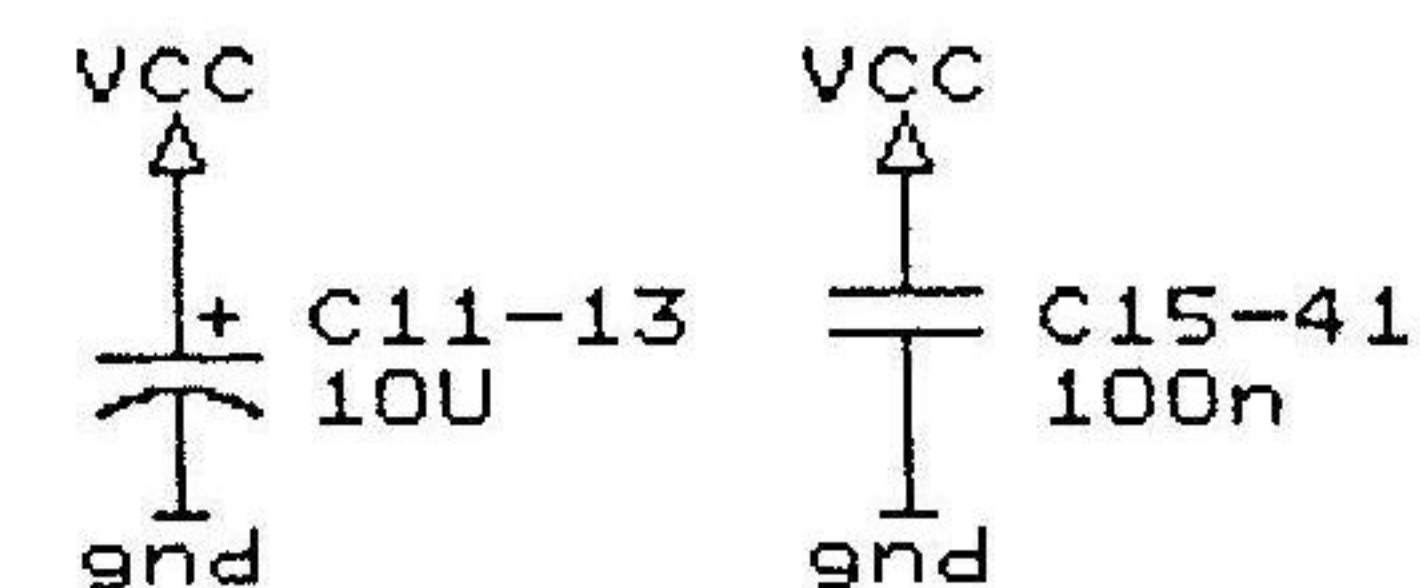 VCC
+ C11-13
10U
gnd
VCC
C15-41
100n
gnd